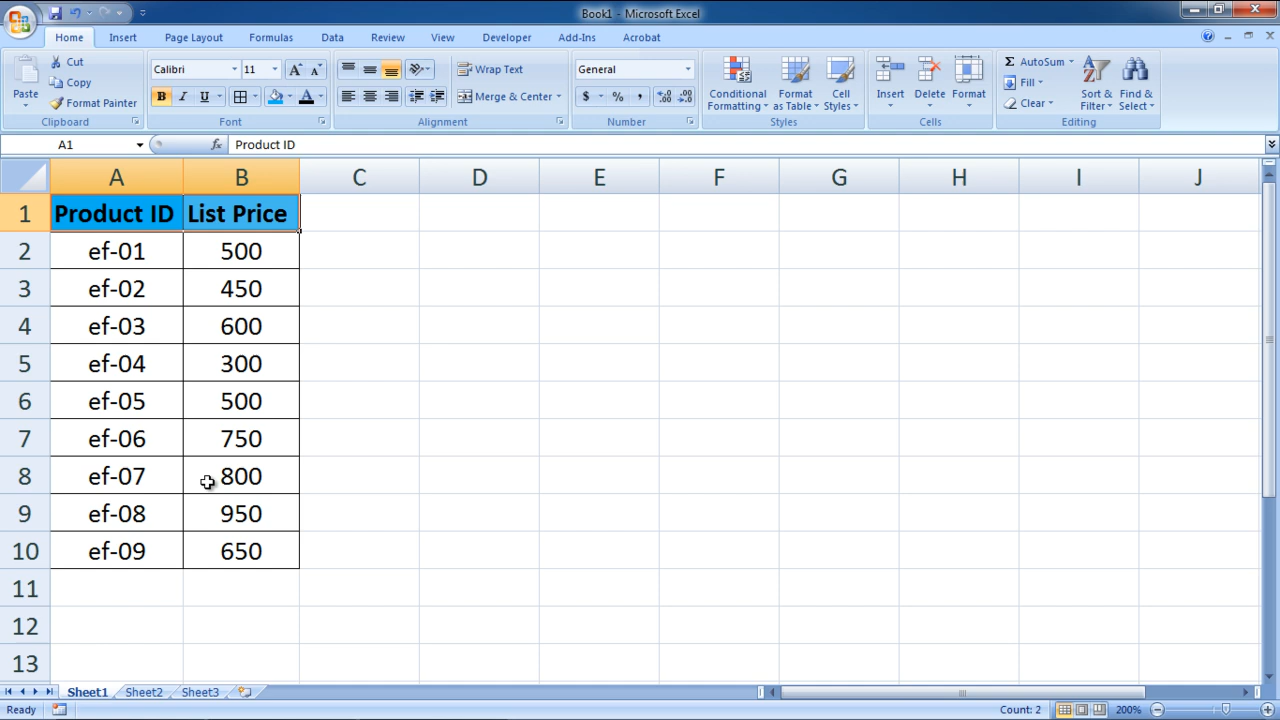 Book1 - Microsoft Excel
Home Insert Page Layout Formulas Data Review View Developer Add-Ins Acrobat
Paste
Cut
Copy
Format Painter
Clipboard
Calibri 11
B I U
Font
Wrap Text
Merge & Center
Alignment
General
$ % ,
Number
Conditional Formatting
Format as Table
Cell Styles
Styles
Insert Delete Format
Cells
Σ AutoSum
Fill
Clear
Sort & Filter
Find & Select
Editing
A1 fx Product ID
A B C D E F G H I J
1 Product ID List Price
2 ef-01 500
3 ef-02 450
4 ef-03 600
5 ef-04 300
6 ef-05 500
7 ef-06 750
8 ef-07 800
9 ef-08 950
10 ef-09 650
11
12
13
Sheet1 Sheet2 Sheet3
Ready Count: 2 200%